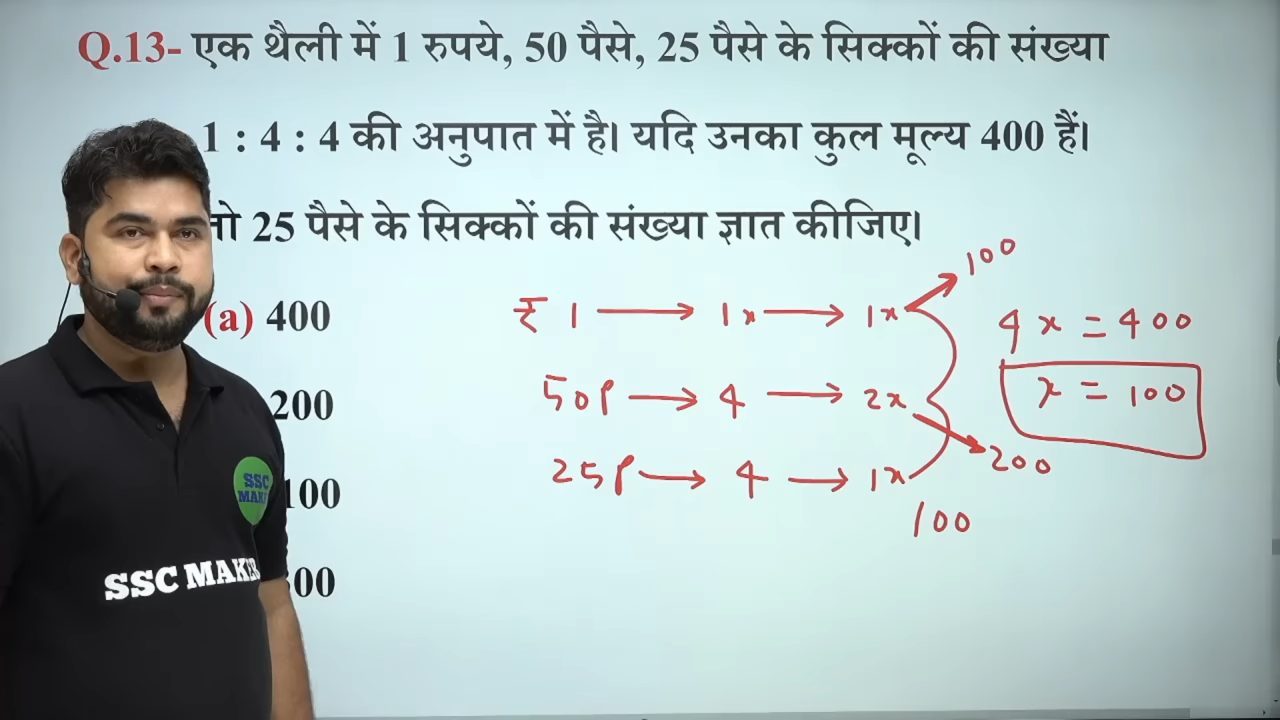 Q.13- एक थैली में 1 रुपये, 50 पैसे, 25 पैसे के सिक्कों की संख्या
1 : 4 : 4 की अनुपात में है। यदि उनका कुल मूल्य 400 हैं।
तो 25 पैसे के सिक्कों की संख्या ज्ञात कीजिए।
(a) 400
200
100
00
₹ 1 → 1x → 1x
100
50P → 4 → 2x
200
25P → 4 → 1x
100
4x = 400
x = 100
SSC
MAKE
SSC MAKER